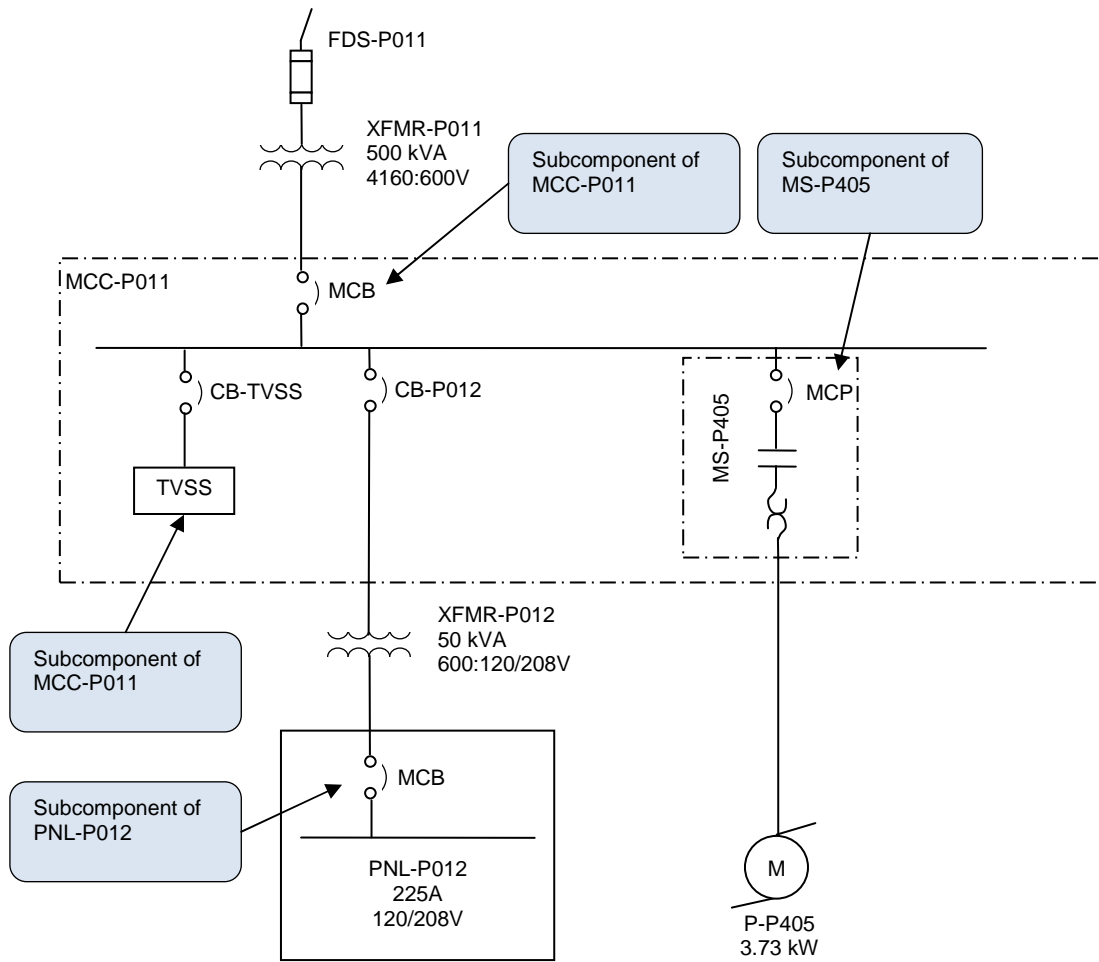 FDS-P011
XFMR-P011
500 kVA
4160:600V
Subcomponent of
MCC-P011
Subcomponent of
MS-P405
MCC-P011
MCB
CB-TVSS
CB-P012
MCP
MS-P405
TVSS
XFMR-P012
50 kVA
600:120/208V
Subcomponent of
MCC-P011
MCB
Subcomponent of
PNL-P012
PNL-P012
225A
120/208V
M
P-P405
3.73 kW